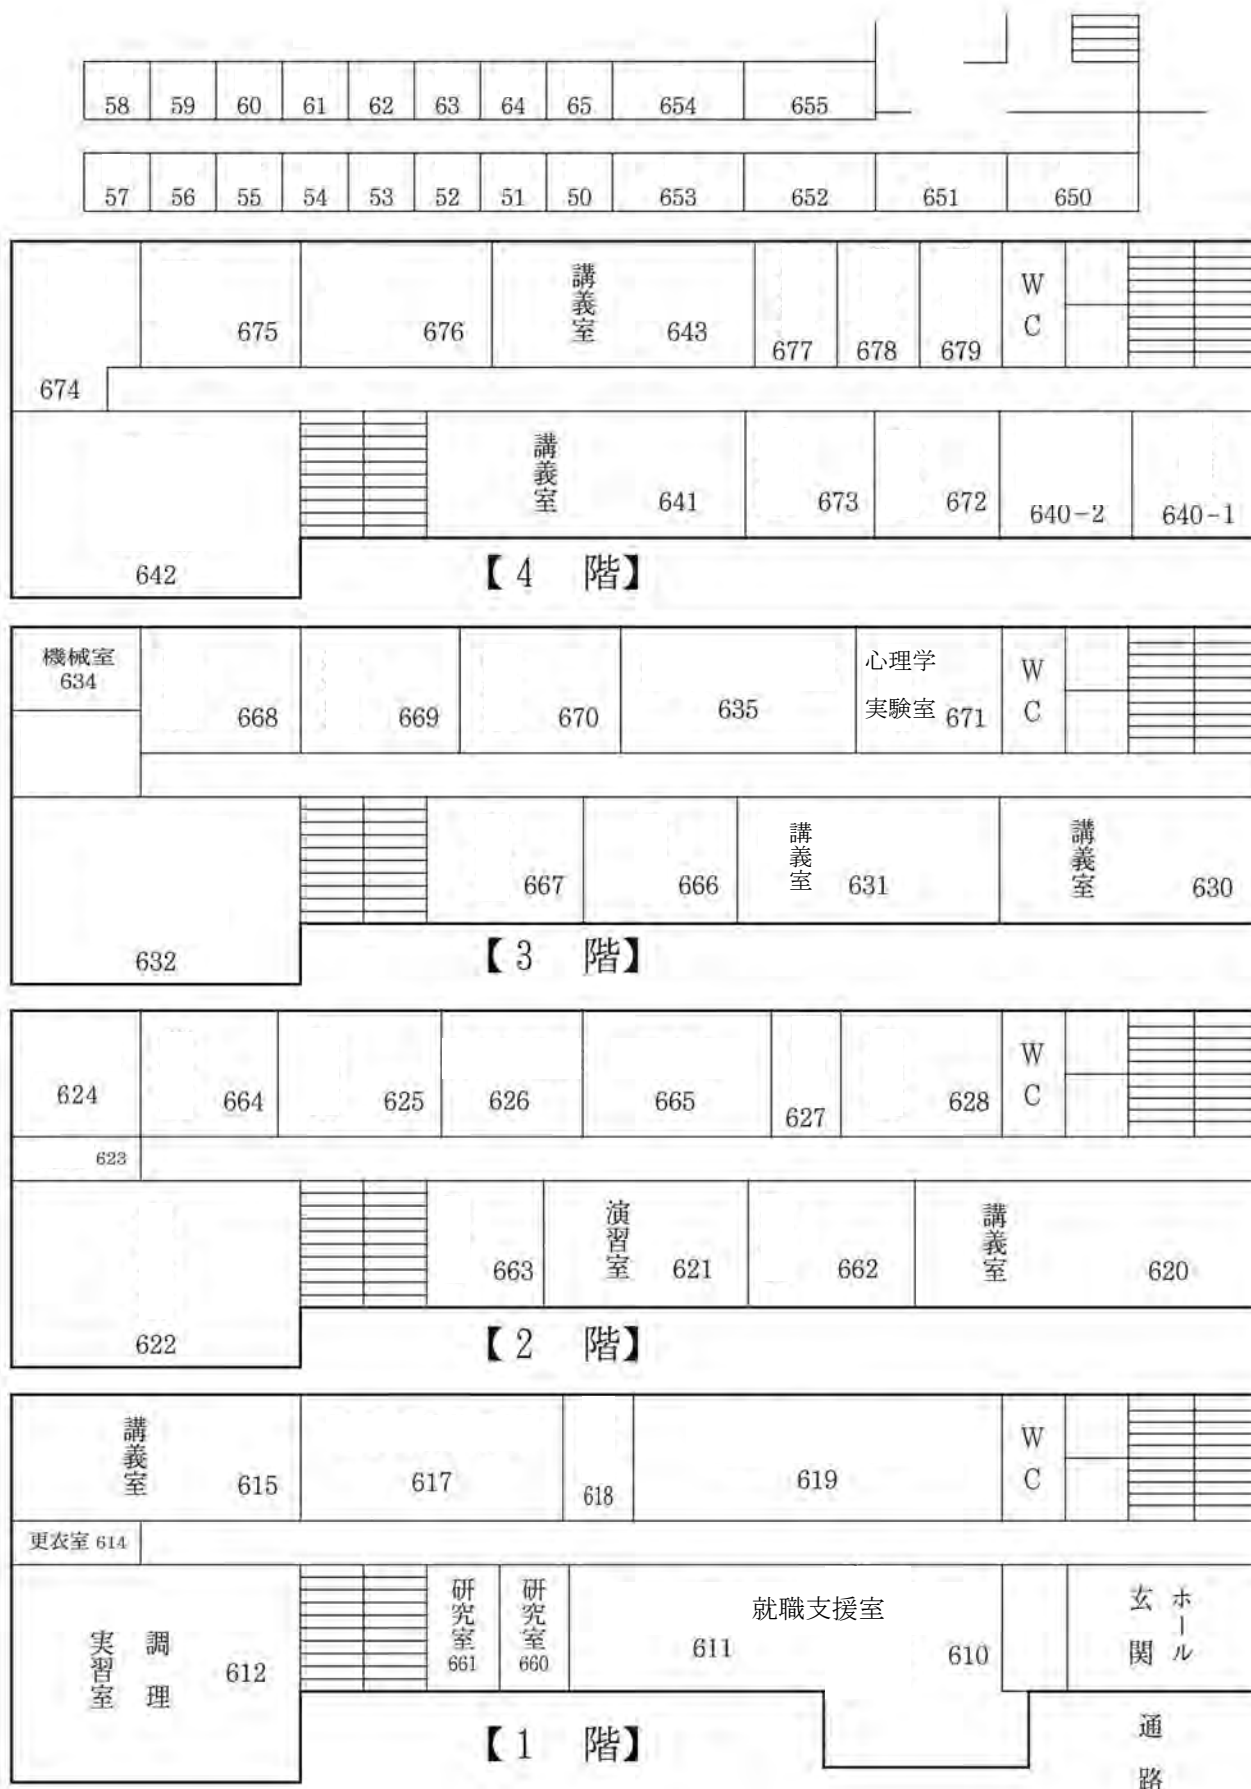 58 59 60 61 62 63 64 65 654 655
57 56 55 54 53 52 51 50 653 652 651 650
675 676 講義室 643 677 678 679 WC
674
642 講義室 641 673 672 640-2 640-1
【4 階】
機械室
634
668 669 670 635 心理学
実験室 671 WC
632 667 666 講義室 631 講義室 630
【3 階】
624 664 625 626 665 627 628 WC
623
622 663 演習室 621 662 講義室 620
【2 階】
講義室 615 617 618 619 WC
更衣室 614
調理
実習室 612 研究室 661 研究室 660 611 就職支援室 610 玄関
ホール
【1 階】
通路